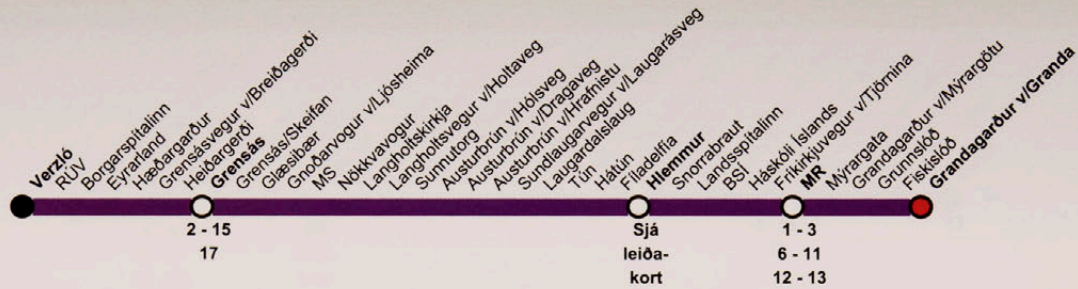 Verzló
RÚV
Borgarspítalinn
Eyrarland
Hæðargarður
Grensásvegur v/Breiðagerði
Heiðargerði
Grensás
Grensás/Skeifan
Glæsibær
Gnoðarvogur v/Ljósheima
MS
Nökkvavogur
Langholtskirkja
Langholtsvegur v/Holtaveg
Sunnutorg
Austurbrún v/Hólsveg
Austurbrún v/Dragaveg
Austurbrún v/Hrafnistu
Sundlaugarvegur v/Laugarásveg
Laugardalslaug
Tún
Hátún
Fíladelfía
Hlemmur
Snorrabraut
Landsspítalinn
BSÍ
Háskóli Íslands
Fríkirkjuvegur v/Tjörnina
MR
Mýrargata
Grandagarður v/Mýrargötu
Grunnslóð
Fiskislóð
Grandagarður v/Granda
2 - 15
17
Sjá
leiða-
kort
1 - 3
6 - 11
12 - 13